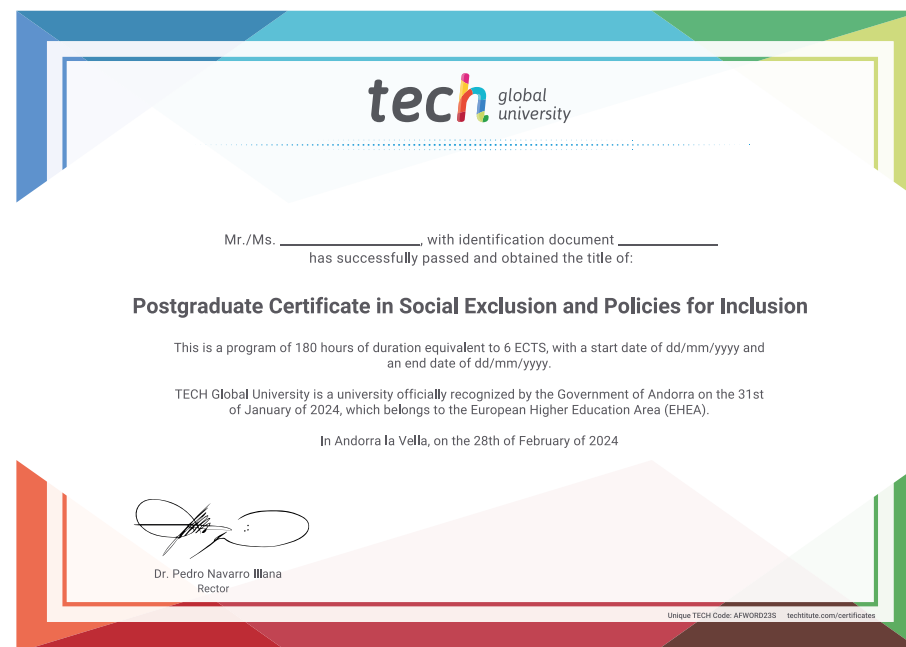 tech global
university
Mr./Ms. ____________________, with identification document ______________
has successfully passed and obtained the title of:
Postgraduate Certificate in Social Exclusion and Policies for Inclusion
This is a program of 180 hours of duration equivalent to 6 ECTS, with a start date of dd/mm/yyyy and
an end date of dd/mm/yyyy.
TECH Global University is a university officially recognized by the Government of Andorra on the 31st
of January of 2024, which belongs to the European Higher Education Area (EHEA).
In Andorra la Vella, on the 28th of February of 2024
Dr. Pedro Navarro Illana
Rector
Unique TECH Code: AFWORD23S techtitute.com/certificates